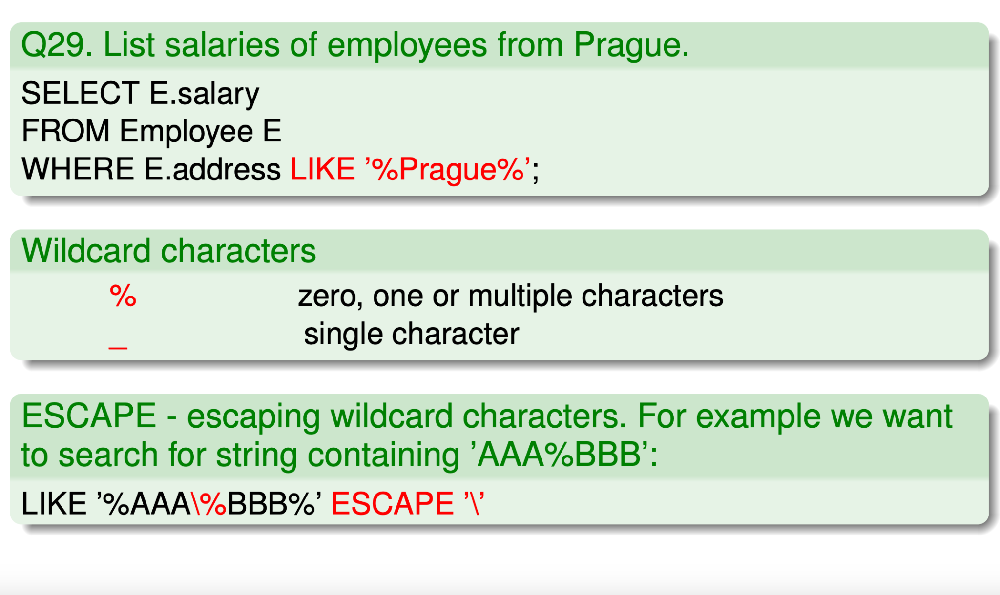 Q29. List salaries of employees from Prague.
SELECT E.salary
FROM Employee E
WHERE E.address LIKE ’%Prague%’;
Wildcard characters
% zero, one or multiple characters
_ single character
ESCAPE - escaping wildcard characters. For example we want
to search for string containing ’AAA%BBB’:
LIKE ’%AAA\%BBB%’ ESCAPE ’\’